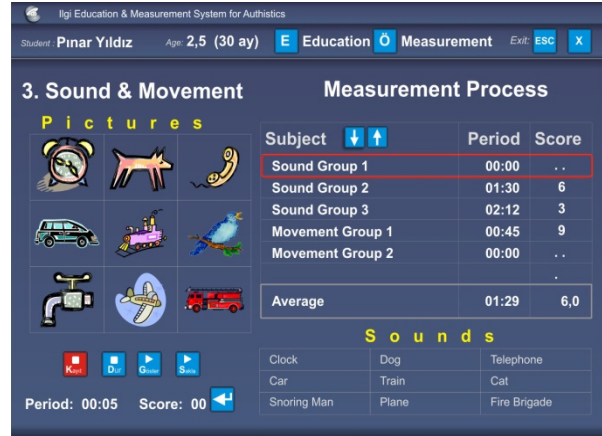 Ilgi Education & Measurement System for Authistics
Student : Pınar Yıldız Age: 2,5 (30 ay) E Education Ö Measurement Exit: ESC X
3. Sound & Movement
Pictures
Measurement Process
Subject Period Score
Sound Group 1 00:00 . .
Sound Group 2 01:30 6
Sound Group 3 02:12 3
Movement Group 1 00:45 9
Movement Group 2 00:00 . .
.
Average 01:29 6,0
Sounds
Clock Dog Telephone
Car Train Cat
Snoring Man Plane Fire Brigade
Kayıt Dur Göster Sakla
Period: 00:05 Score: 00